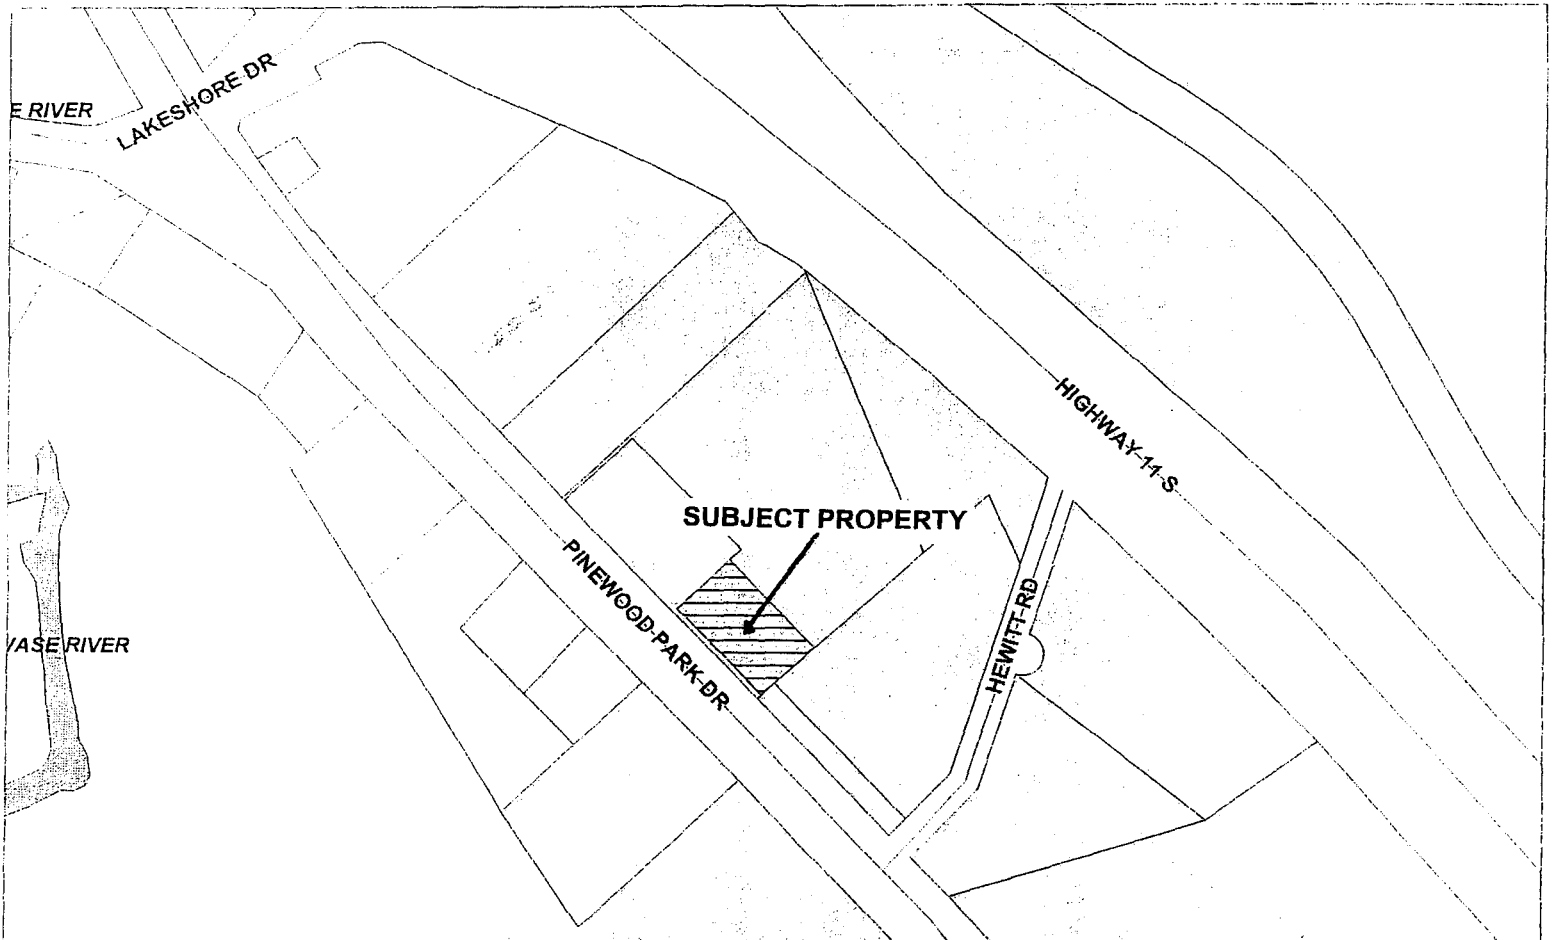 LAKESHORE DR
E RIVER
HIGHWAY 11 S
SUBJECT PROPERTY
PINEWOOD PARK DR
HEWITT RD
VASE RIVER